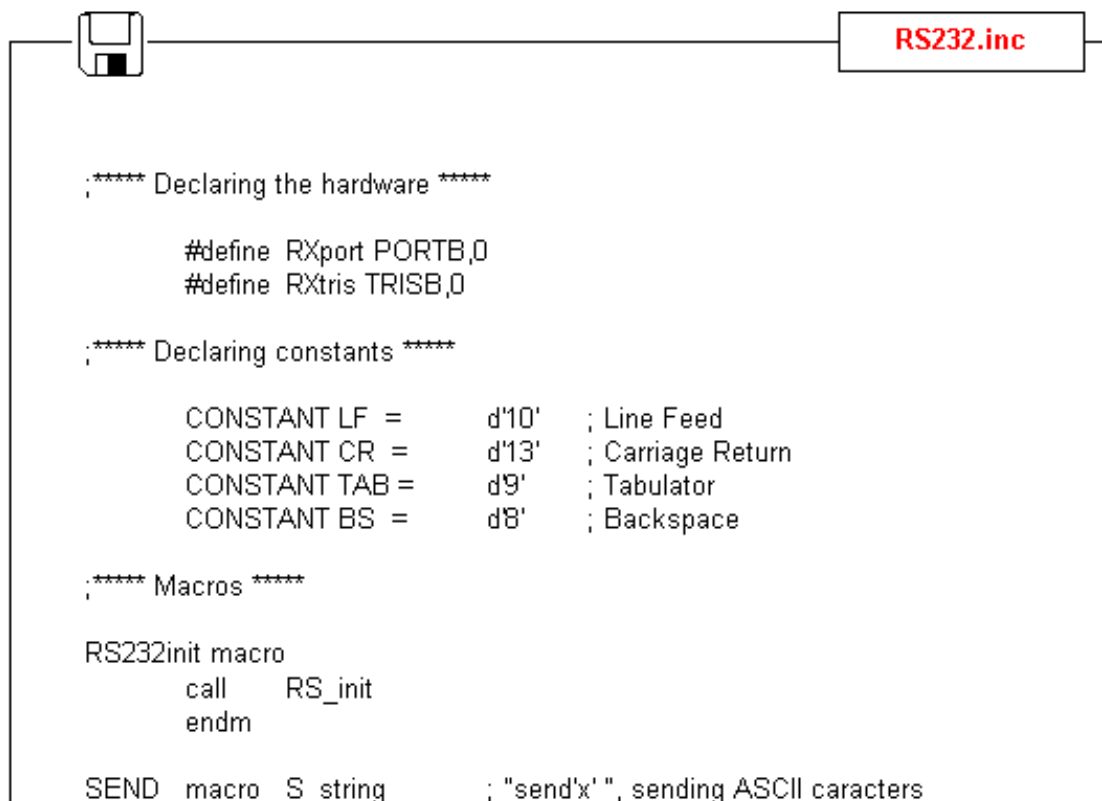 RS232.inc
;***** Declaring the hardware *****
#define RXport PORTB,0
#define RXtris TRISB,0
;***** Declaring constants *****
CONSTANT LF = d'10' ; Line Feed
CONSTANT CR = d'13' ; Carriage Return
CONSTANT TAB = d'9' ; Tabulator
CONSTANT BS = d'8' ; Backspace
;***** Macros *****
RS232init macro
call RS_init
endm
SEND macro S_string ; "send'x' ", sending ASCII caracters